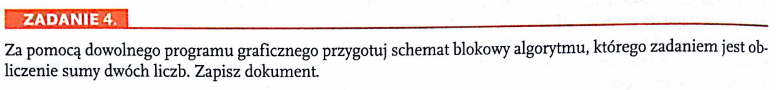 ZADANIE 4.
Za pomocą dowolnego programu graficznego przygotuj schemat blokowy algorytmu, którego zadaniem jest ob-
liczenie sumy dwóch liczb. Zapisz dokument.